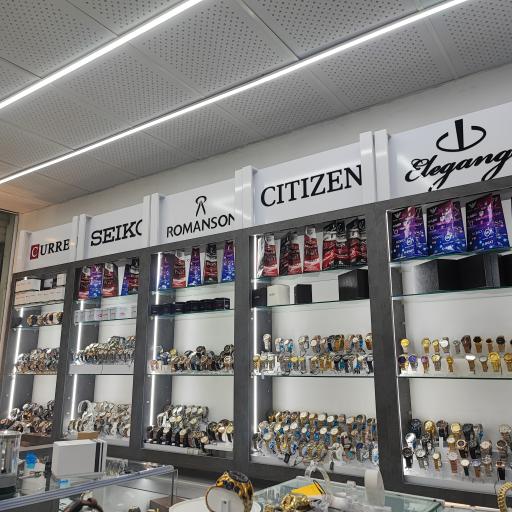 CURRE
SEIKO
ROMANSON
CITIZEN
Elegang